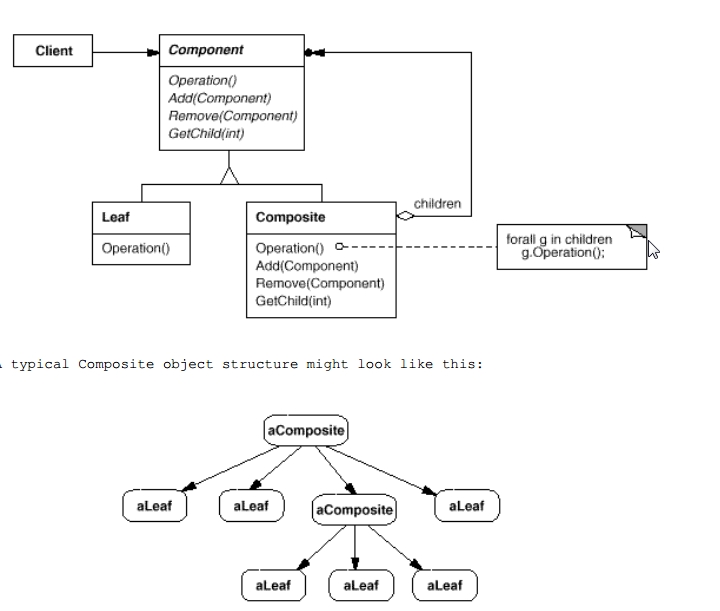 Client
Component
Operation()
Add(Component)
Remove(Component)
GetChild(int)
children
Leaf
Operation()
Composite
Operation()
Add(Component)
Remove(Component)
GetChild(int)
forall g in children
g.Operation();
typical Composite object structure might look like this:
aComposite
aLeaf
aLeaf
aComposite
aLeaf
aLeaf
aLeaf
aLeaf